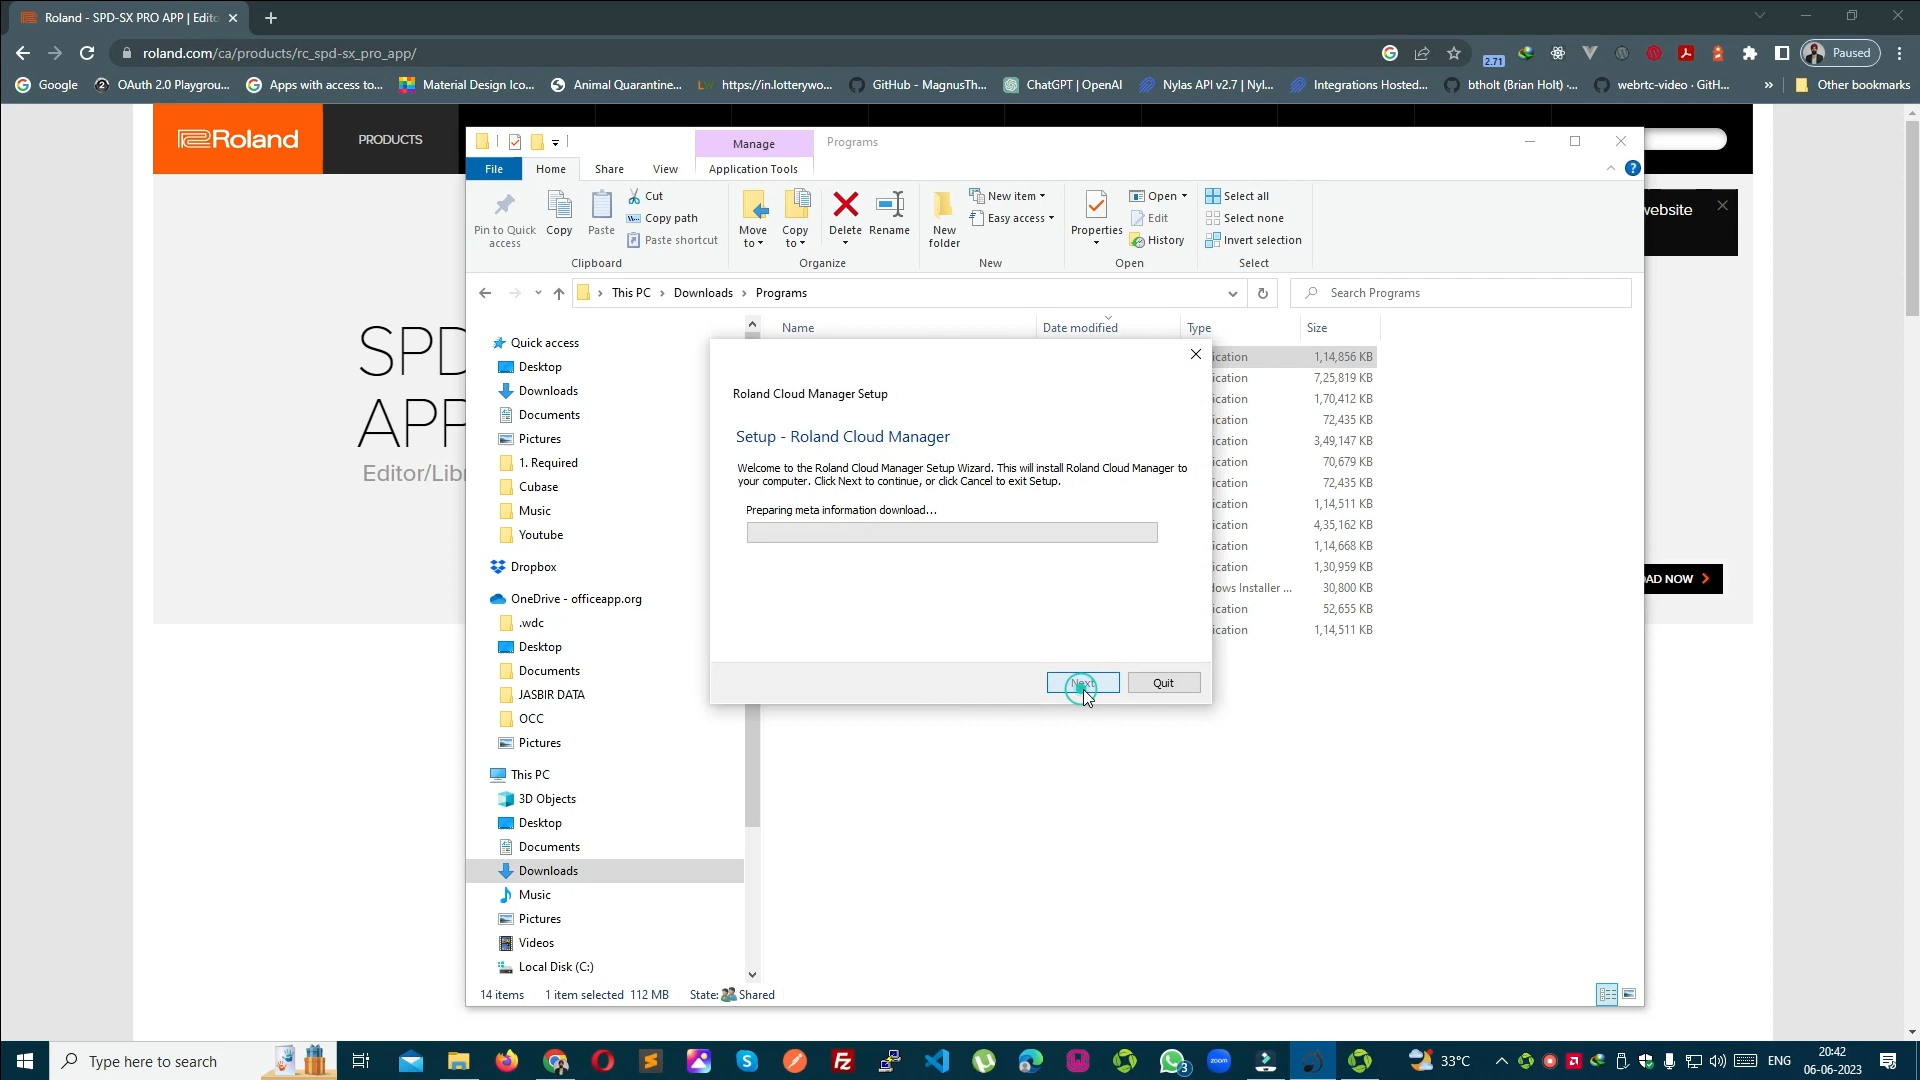 Roland - SPD-SX PRO APP | Edito
roland.com/ca/products/rc_spd-sx_pro_app/
2.71
Paused
Google
OAuth 2.0 Playgrou...
Apps with access to...
Material Design Ico...
Animal Quarantine...
https://in.lotterywo...
GitHub - MagnusTh...
ChatGPT | OpenAI
Nylas API v2.7 | Nyl...
Integrations Hosted...
btholt (Brian Holt) ·...
webrtc-video · GitH...
»
Other bookmarks
Roland
PRODUCTS
Manage
Programs
File
Home
Share
View
Application Tools
Pin to Quick access
Copy
Paste
Cut
Copy path
Paste shortcut
Clipboard
Move to
Copy to
Delete
Rename
Organize
New folder
New item
Easy access
New
Properties
Open
Edit
History
Open
Select all
Select none
Invert selection
Select
website
This PC > Downloads > Programs
Search Programs
Name
Date modified
Type
Size
Quick access
Desktop
Downloads
Documents
Pictures
1. Required
Cubase
Music
Youtube
Dropbox
OneDrive - officeapp.org
.wdc
Desktop
Documents
JASBIR DATA
OCC
Pictures
This PC
3D Objects
Desktop
Documents
Downloads
Music
Pictures
Videos
Local Disk (C:)
SPD
APP
Editor/Lib
Roland Cloud Manager Setup
Setup - Roland Cloud Manager
Welcome to the Roland Cloud Manager Setup Wizard. This will install Roland Cloud Manager to
your computer. Click Next to continue, or click Cancel to exit Setup.
Preparing meta information download...
Next
Quit
ication 1,14,856 KB
ication 7,25,819 KB
ication 1,70,412 KB
ication 72,435 KB
ication 3,49,147 KB
ication 70,679 KB
ication 72,435 KB
ication 1,14,511 KB
ication 4,35,162 KB
ication 1,14,668 KB
ication 1,30,959 KB
dows Installer ... 30,800 KB
ication 52,655 KB
ication 1,14,511 KB
AD NOW
14 items
1 item selected 112 MB
State: Shared
Type here to search
3
zoom
33°C
ENG
20:42
06-06-2023